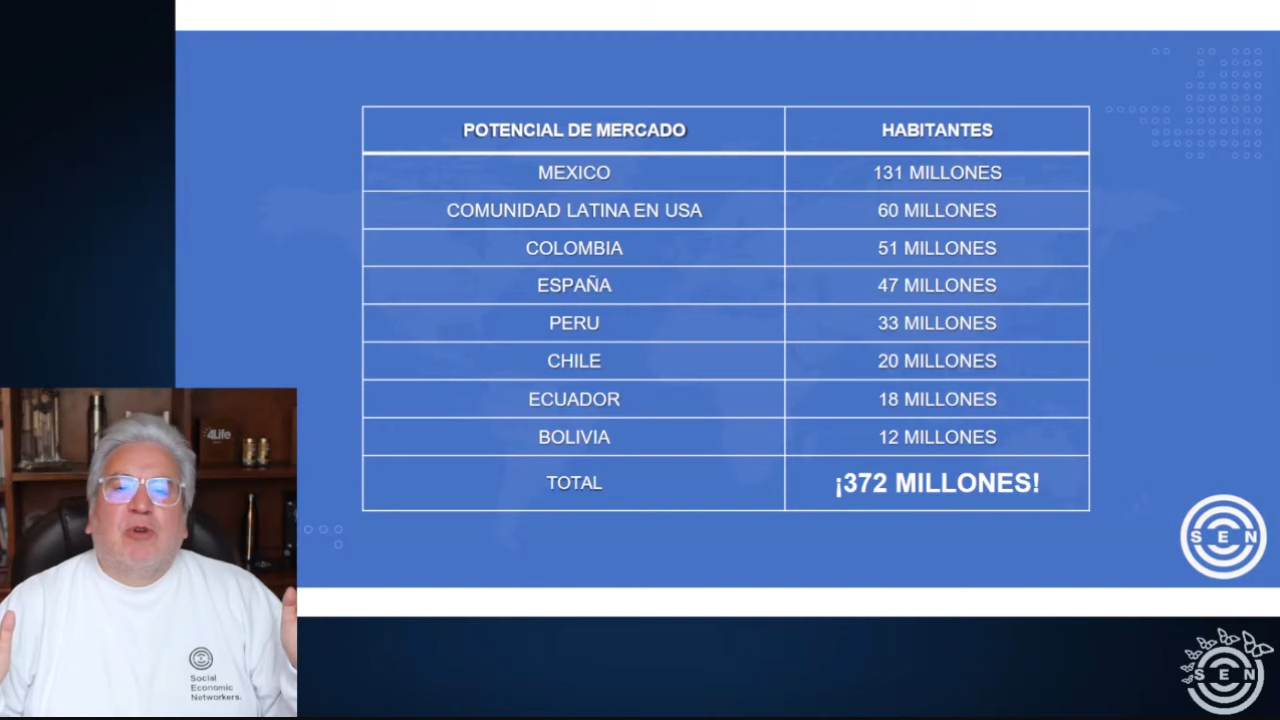 POTENCIAL DE MERCADO HABITANTES
MEXICO 131 MILLONES
COMUNIDAD LATINA EN USA 60 MILLONES
COLOMBIA 51 MILLONES
ESPAÑA 47 MILLONES
PERU 33 MILLONES
CHILE 20 MILLONES
ECUADOR 18 MILLONES
BOLIVIA 12 MILLONES
TOTAL ¡372 MILLONES!
4Life
SEN
Social
Economic
Networkers.
SEN